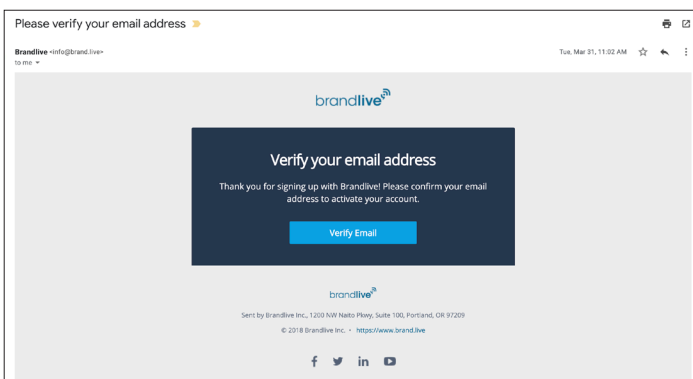 Please verify your email address
Brandlive <info@brand.live>
Tue, Mar 31, 11:02 AM
to me
brandlive
Verify your email address
Thank you for signing up with Brandlive! Please confirm your email
address to activate your account.
Verify Email
brandlive
Sent by Brandlive Inc., 1200 NW Naito Pkwy, Suite 100, Portland, OR 97209
© 2018 Brandlive Inc. • https://www.brand.live